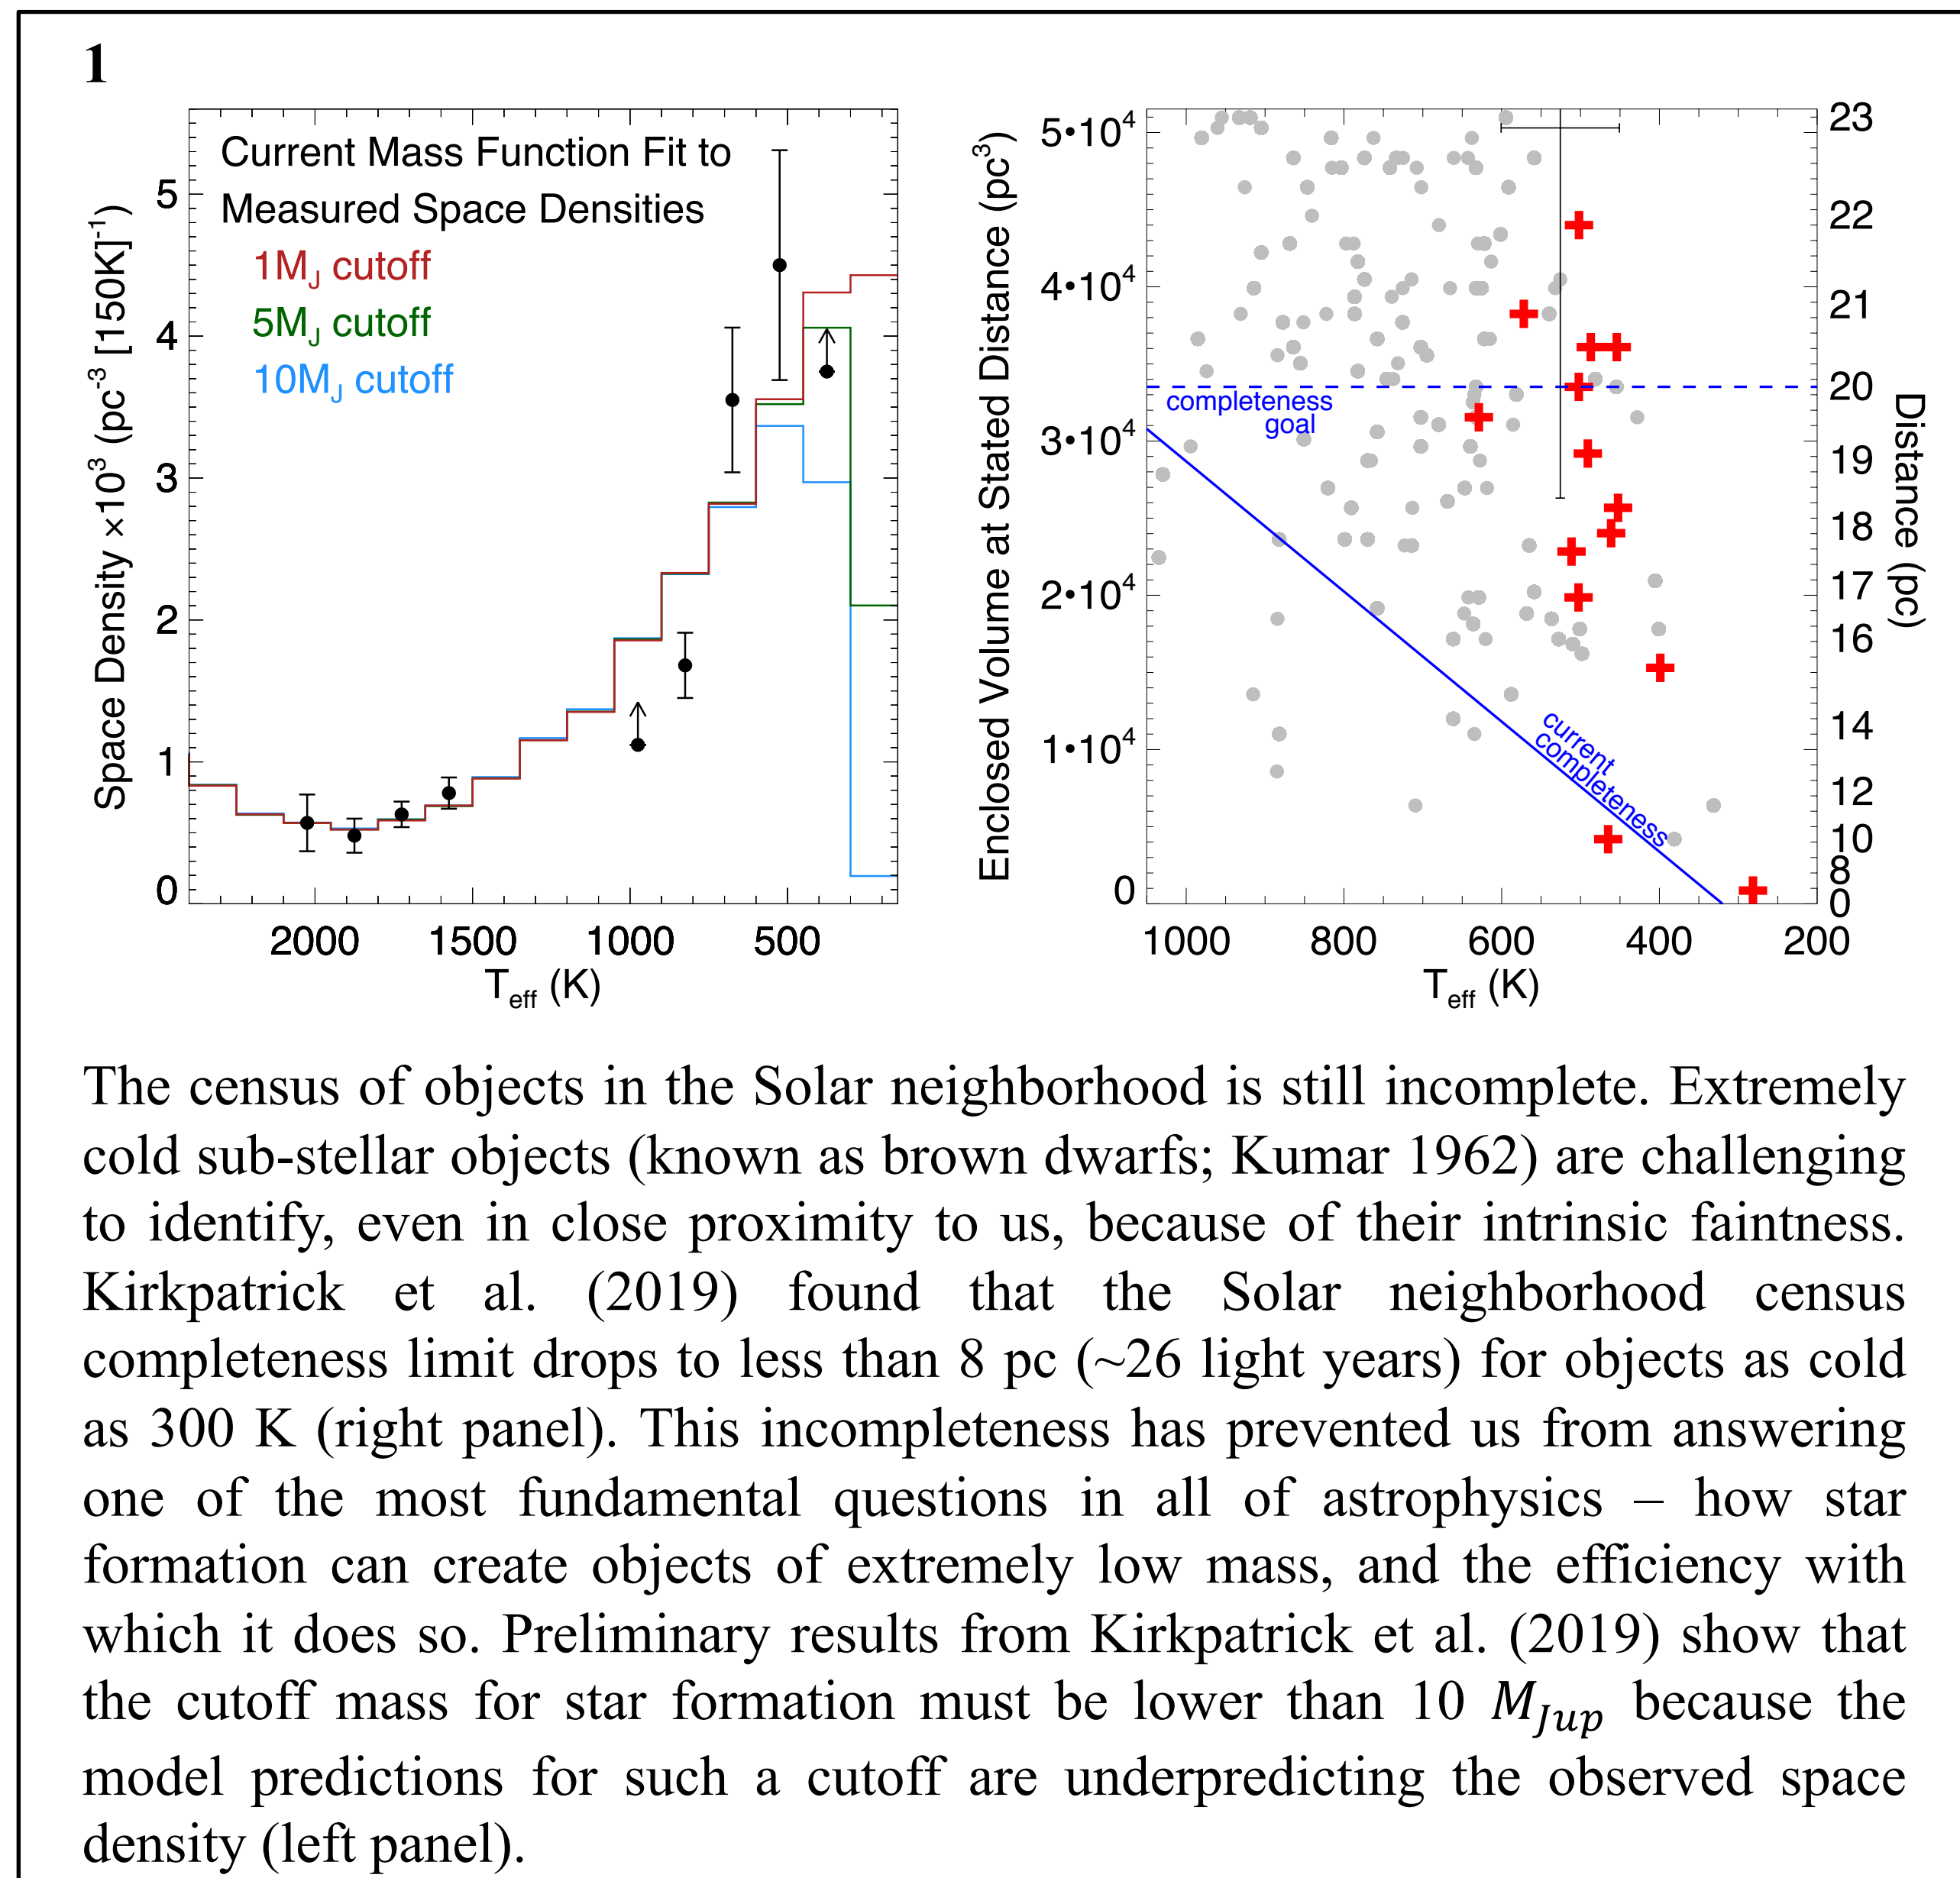 1
Current Mass Function Fit to
Measured Space Densities
1M_J cutoff
5M_J cutoff
10M_J cutoff
Space Density ×10³ (pc⁻³ [150K]⁻¹)
5
4
3
2
1
0
2000 1500 1000 500
T_eff (K)
Enclosed Volume at Stated Distance (pc³)
5•10⁴
4•10⁴
3•10⁴
2•10⁴
1•10⁴
0
completeness
goal
current
completeness
23
22
21
20
19
18
17
16
14
12
10
8
0
Distance (pc)
1000 800 600 400 200
T_eff (K)
The census of objects in the Solar neighborhood is still incomplete. Extremely
cold sub-stellar objects (known as brown dwarfs; Kumar 1962) are challenging
to identify, even in close proximity to us, because of their intrinsic faintness.
Kirkpatrick et al. (2019) found that the Solar neighborhood census
completeness limit drops to less than 8 pc (~26 light years) for objects as cold
as 300 K (right panel). This incompleteness has prevented us from answering
one of the most fundamental questions in all of astrophysics – how star
formation can create objects of extremely low mass, and the efficiency with
which it does so. Preliminary results from Kirkpatrick et al. (2019) show that
the cutoff mass for star formation must be lower than 10 M_Jup because the
model predictions for such a cutoff are underpredicting the observed space
density (left panel).